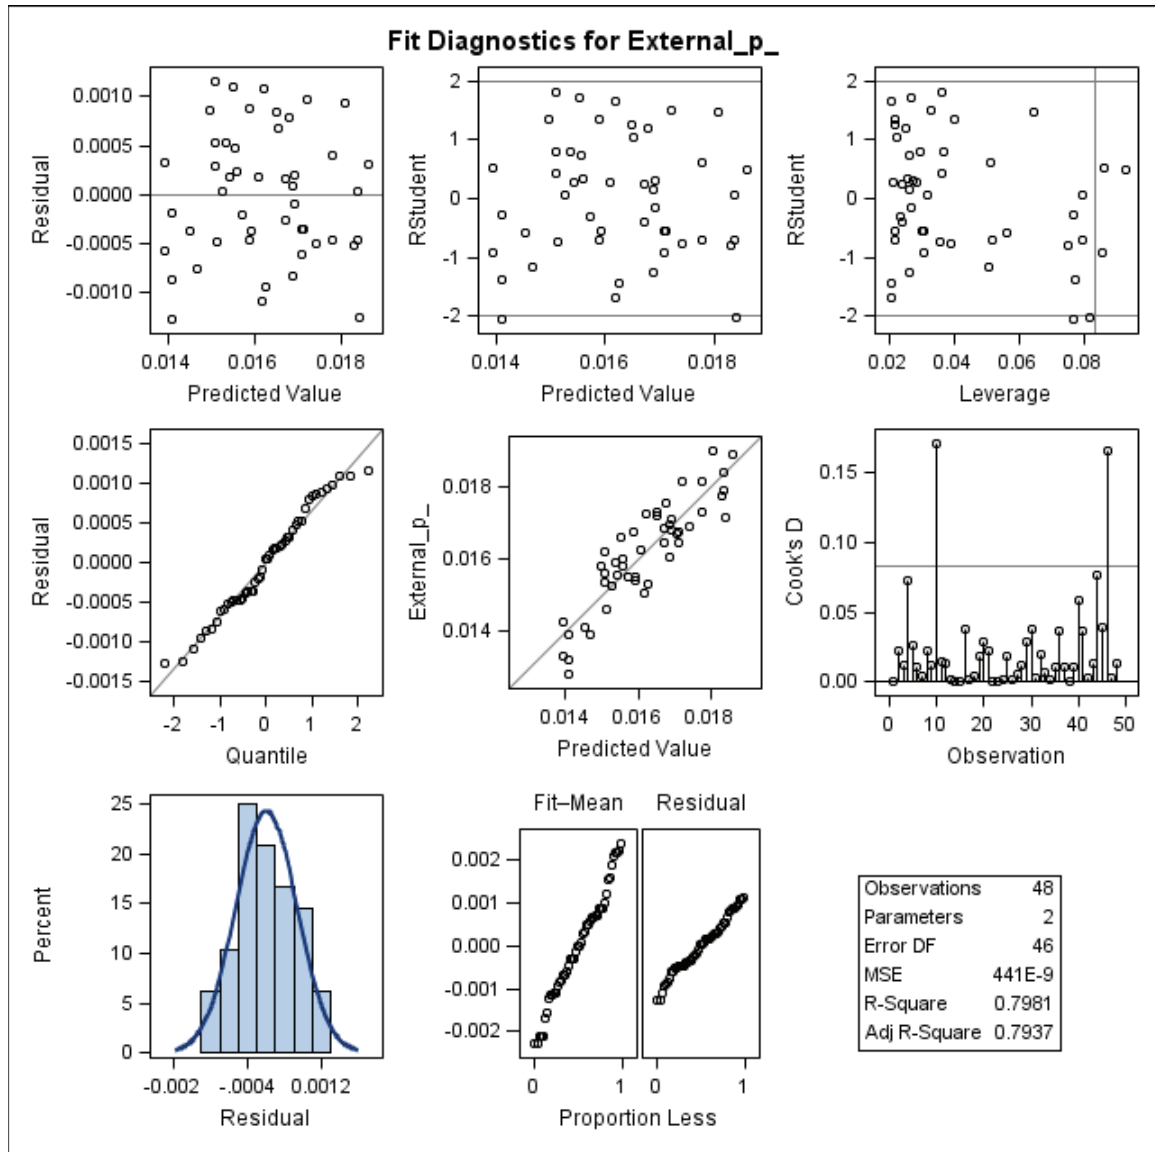 Fit Diagnostics for External_p_
Residual
0.0010
0.0005
0.0000
-0.0005
-0.0010
0.014 0.016 0.018
Predicted Value
RStudent
2
1
0
-1
-2
0.014 0.016 0.018
Predicted Value
RStudent
2
1
0
-1
-2
0.02 0.04 0.06 0.08
Leverage
Residual
0.0015
0.0010
0.0005
0.0000
-0.0005
-0.0010
-0.0015
-2 -1 0 1 2
Quantile
External_p_
0.018
0.016
0.014
0.014 0.016 0.018
Predicted Value
Cook's D
0.15
0.10
0.05
0.00
0 10 20 30 40 50
Observation
Percent
25
20
15
10
5
0
-0.002 -.0004 0.0012
Residual
Fit–Mean Residual
0.002
0.001
0.000
-0.001
-0.002
0 1 0 1
Proportion Less
Observations 48
Parameters 2
Error DF 46
MSE 441E-9
R-Square 0.7981
Adj R-Square 0.7937